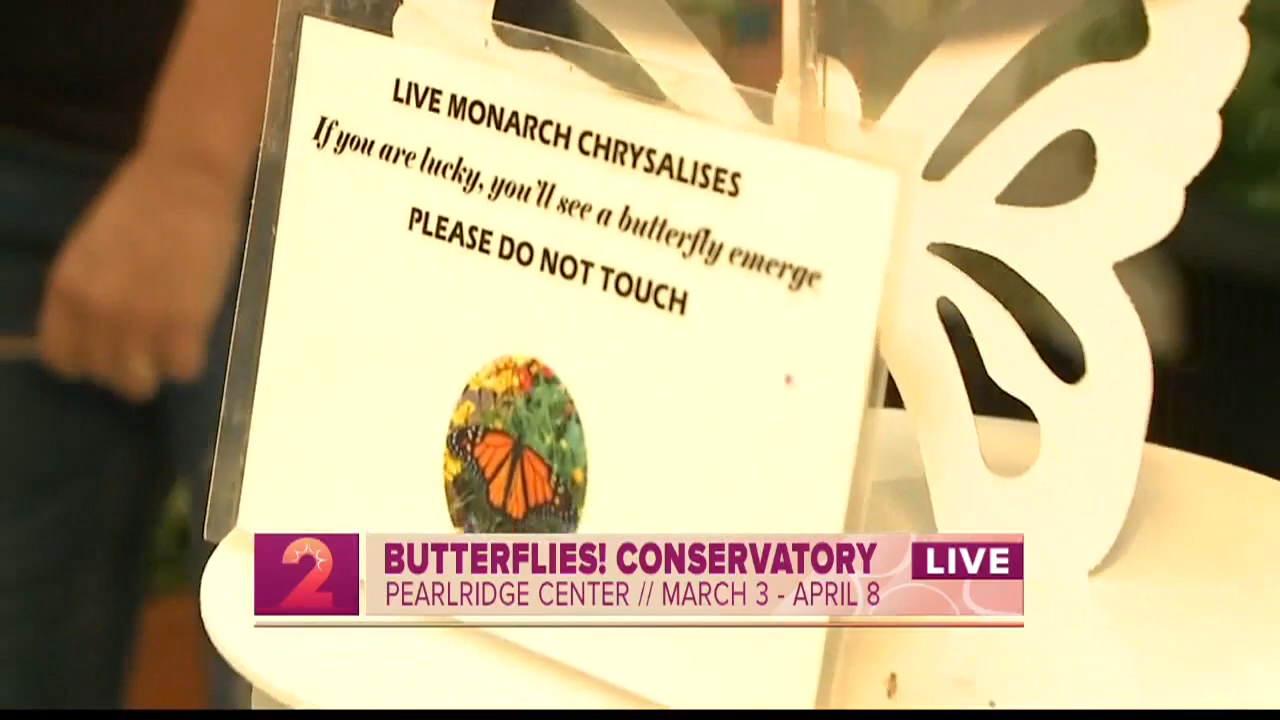 LIVE MONARCH CHRYSALISES
If you are lucky, you'll see a butterfly emerge
PLEASE DO NOT TOUCH
2
BUTTERFLIES! CONSERVATORY
LIVE
PEARLRIDGE CENTER // MARCH 3 - APRIL 8